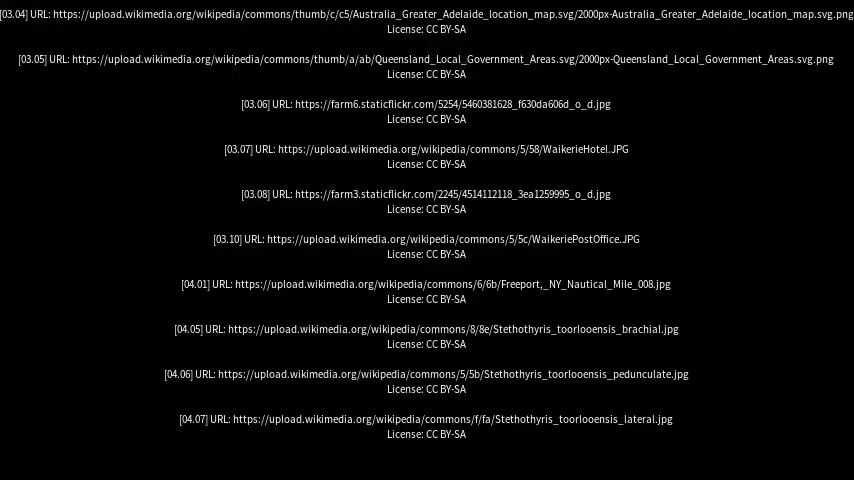 [03.04] URL: https://upload.wikimedia.org/wikipedia/commons/thumb/c/c5/Australia_Greater_Adelaide_location_map.svg/2000px-Australia_Greater_Adelaide_location_map.svg.png
License: CC BY-SA
[03.05] URL: https://upload.wikimedia.org/wikipedia/commons/thumb/a/ab/Queensland_Local_Government_Areas.svg/2000px-Queensland_Local_Government_Areas.svg.png
License: CC BY-SA
[03.06] URL: https://farm6.staticflickr.com/5254/5460381628_f630da606d_o_d.jpg
License: CC BY-SA
[03.07] URL: https://upload.wikimedia.org/wikipedia/commons/5/58/WaikerieHotel.JPG
License: CC BY-SA
[03.08] URL: https://farm3.staticflickr.com/2245/4514112118_3ea1259995_o_d.jpg
License: CC BY-SA
[03.10] URL: https://upload.wikimedia.org/wikipedia/commons/5/5c/WaikeriePostOffice.JPG
License: CC BY-SA
[04.01] URL: https://upload.wikimedia.org/wikipedia/commons/6/6b/Freeport,_NY_Nautical_Mile_008.jpg
License: CC BY-SA
[04.05] URL: https://upload.wikimedia.org/wikipedia/commons/8/8e/Stethothyris_toorlooensis_brachial.jpg
License: CC BY-SA
[04.06] URL: https://upload.wikimedia.org/wikipedia/commons/5/5b/Stethothyris_toorlooensis_pedunculate.jpg
License: CC BY-SA
[04.07] URL: https://upload.wikimedia.org/wikipedia/commons/f/fa/Stethothyris_toorlooensis_lateral.jpg
License: CC BY-SA